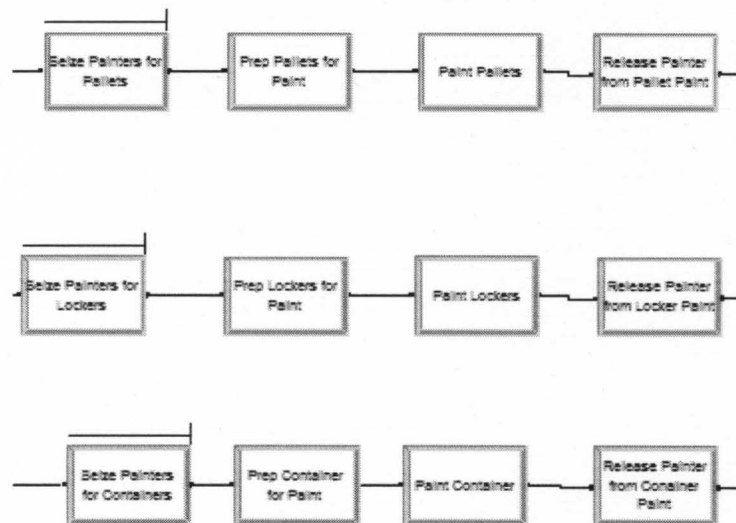 Seize Painters for
Pallets
Prep Pallets for
Paint
Paint Pallets
Release Painter
from Pallet Paint
Seize Painters for
Lockers
Prep Lockers for
Paint
Paint Lockers
Release Painter
from Locker Paint
Seize Painters
for Containers
Prep Container
for Paint
Paint Container
Release Painter
from Conainer
Paint